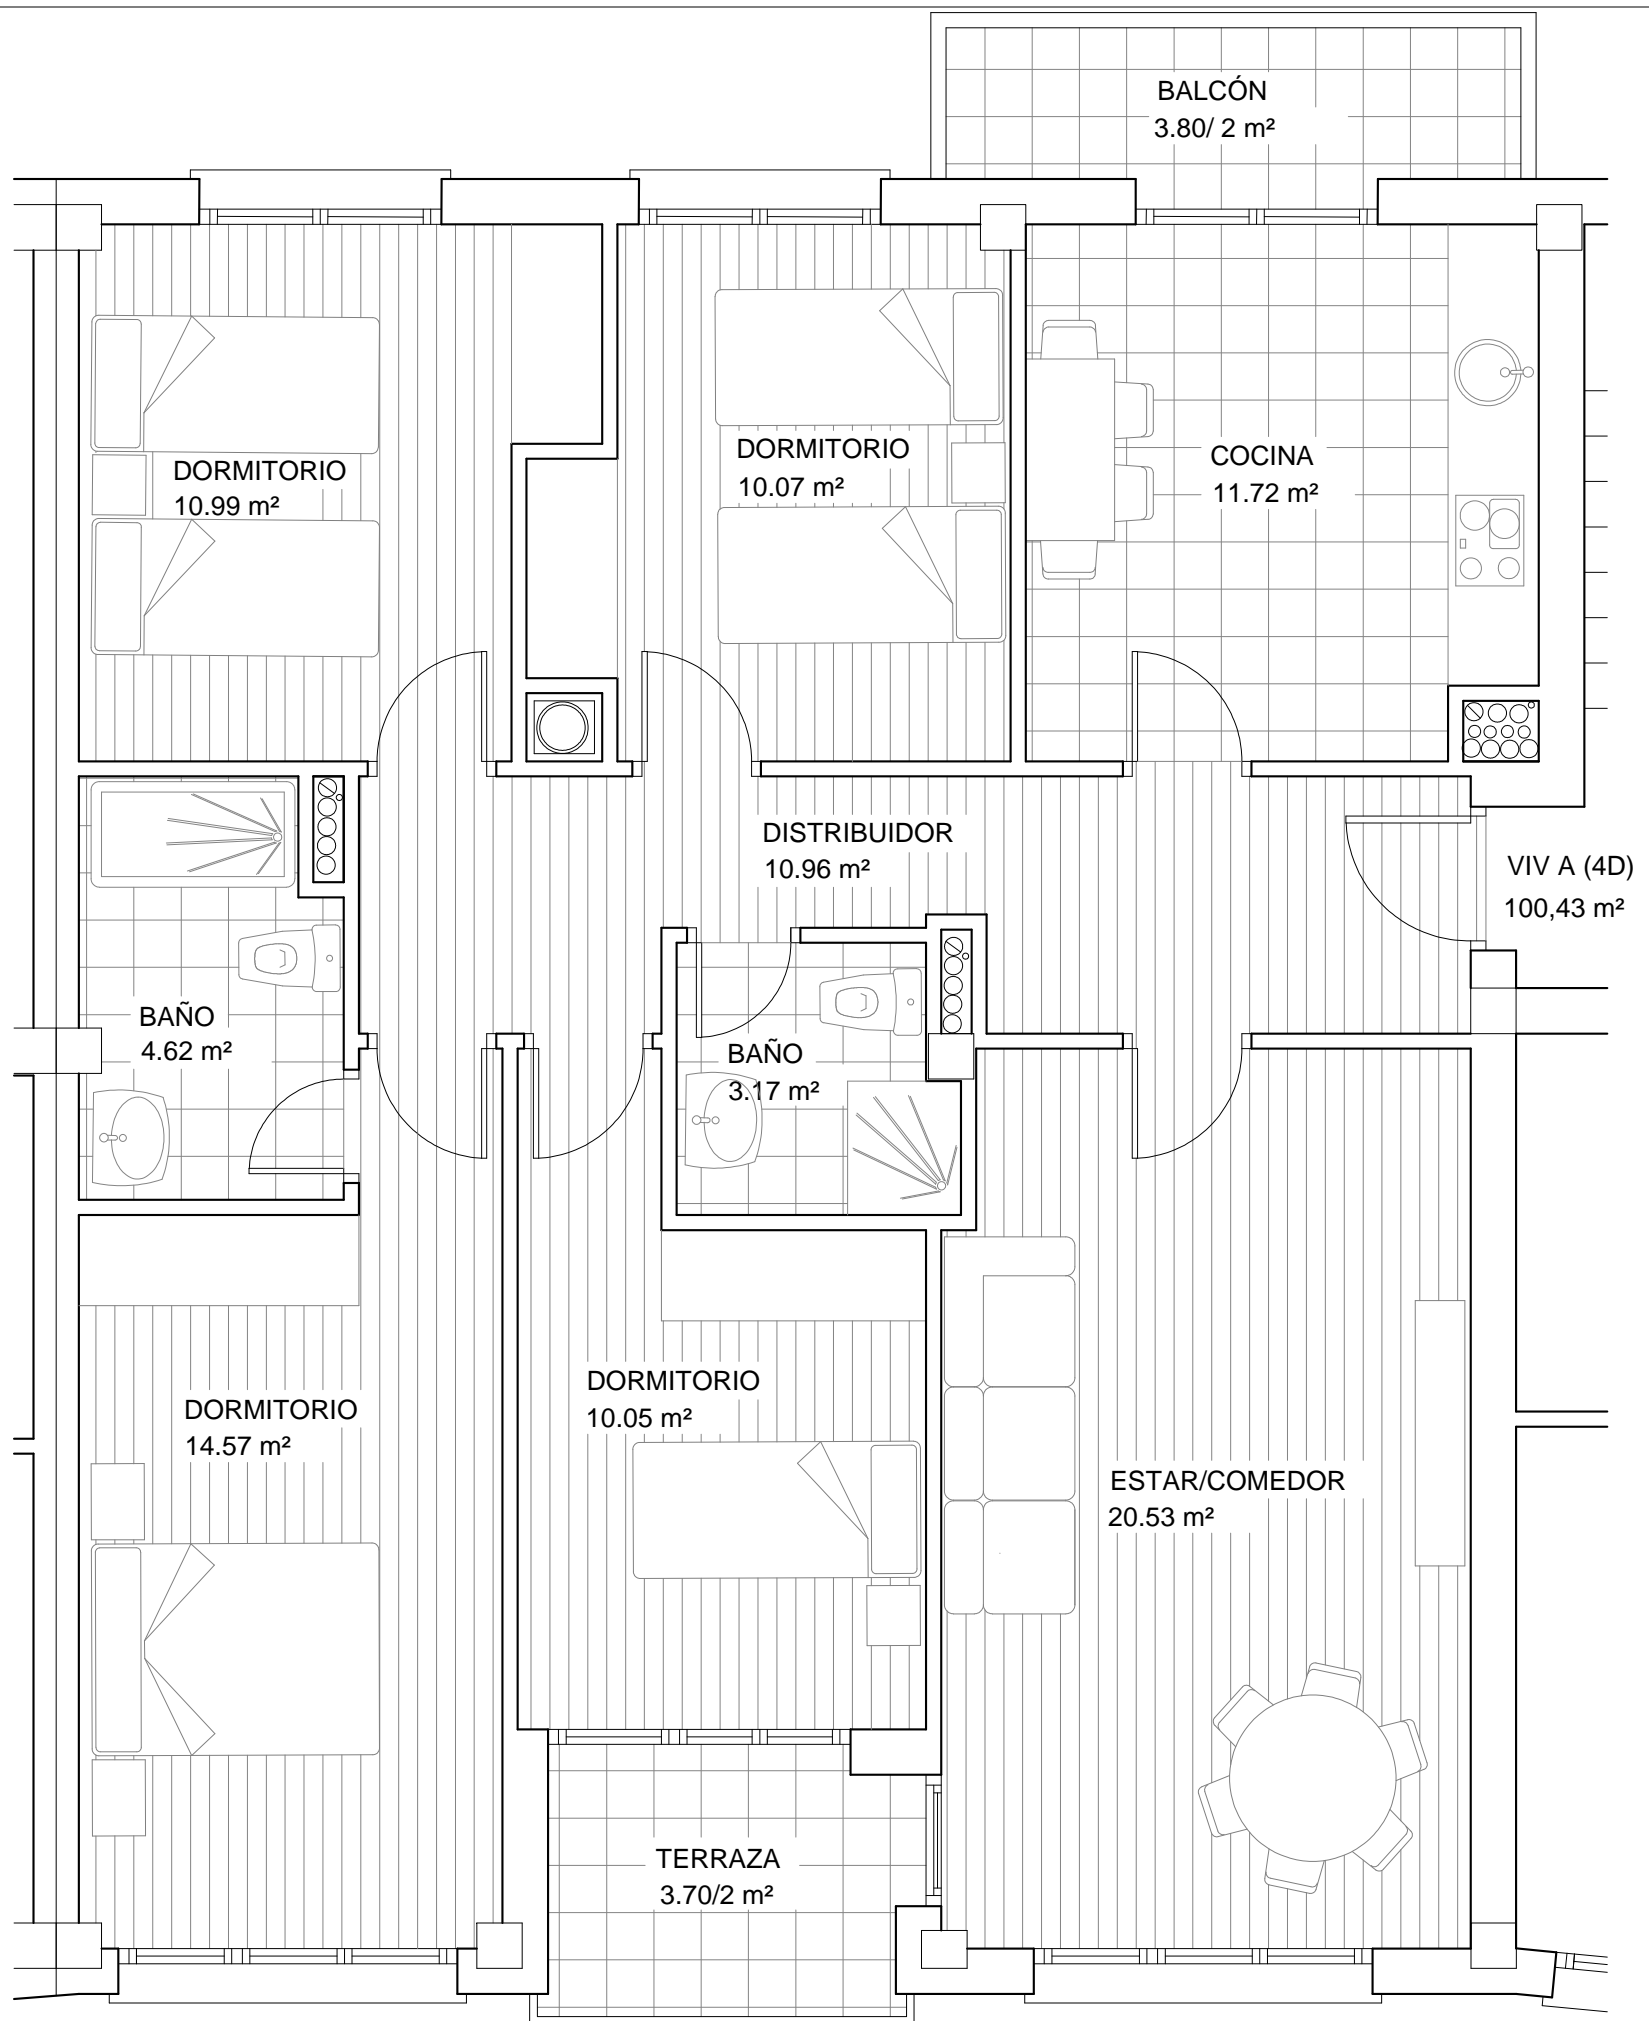 BALCÓN
3.80/ 2 m²
DORMITORIO
10.99 m²
DORMITORIO
10.07 m²
COCINA
11.72 m²
DISTRIBUIDOR
10.96 m²
VIV A (4D)
100,43 m²
BAÑO
4.62 m²
BAÑO
3.17 m²
DORMITORIO
14.57 m²
DORMITORIO
10.05 m²
ESTAR/COMEDOR
20.53 m²
TERRAZA
3.70/2 m²